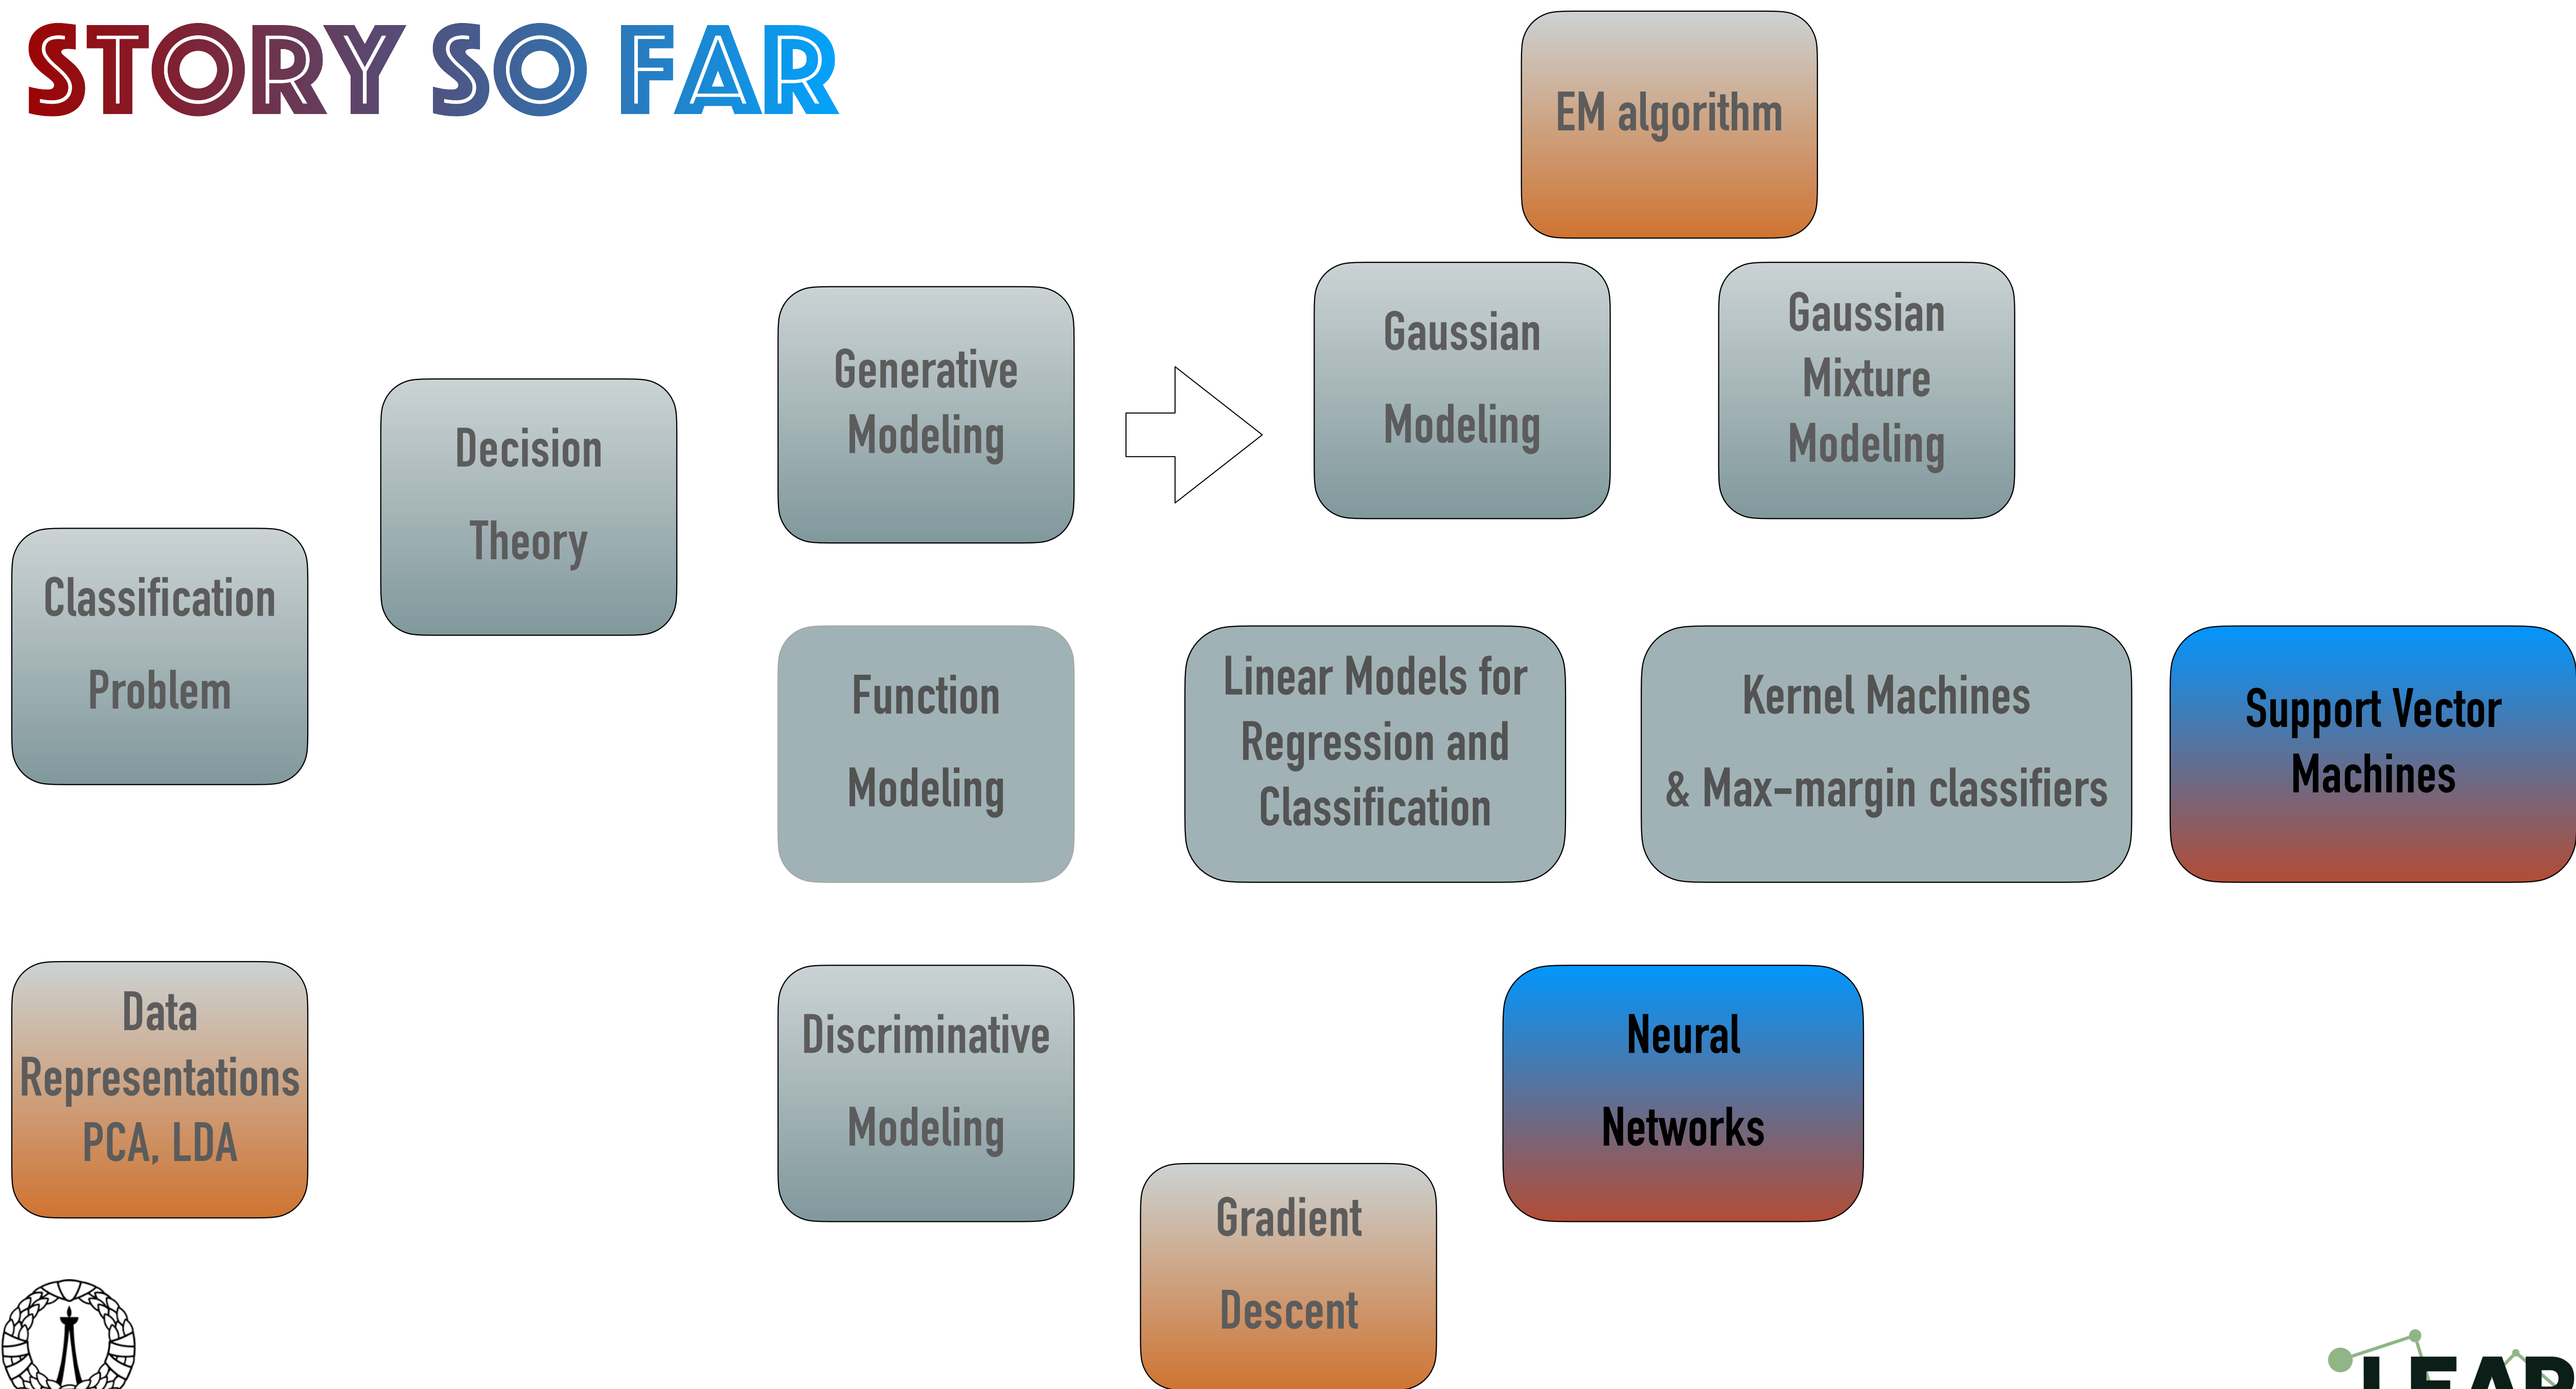 STORY SO FAR
EM algorithm
Generative
Modeling
Gaussian
Modeling
Gaussian
Mixture
Modeling
Decision
Theory
Classification
Problem
Function
Modeling
Linear Models for
Regression and
Classification
Kernel Machines
& Max-margin classifiers
Support Vector
Machines
Data
Representations
PCA, LDA
Discriminative
Modeling
Neural
Networks
Gradient
Descent
LEAP